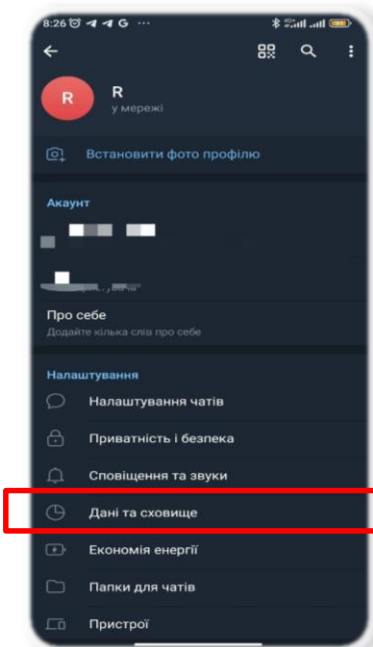 8:26
R
R
у мережі
Встановити фото профілю
Акаунт
Про себе
Додайте кілька слів про себе
Налаштування
Налаштування чатів
Приватність і безпека
Сповіщення та звуки
Дані та сховище
Економія енергії
Папки для чатів
Пристрої